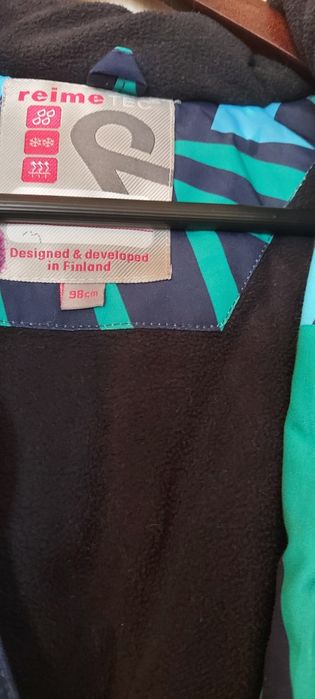 reimeTEC
Designed & developed
in Finland
98cm